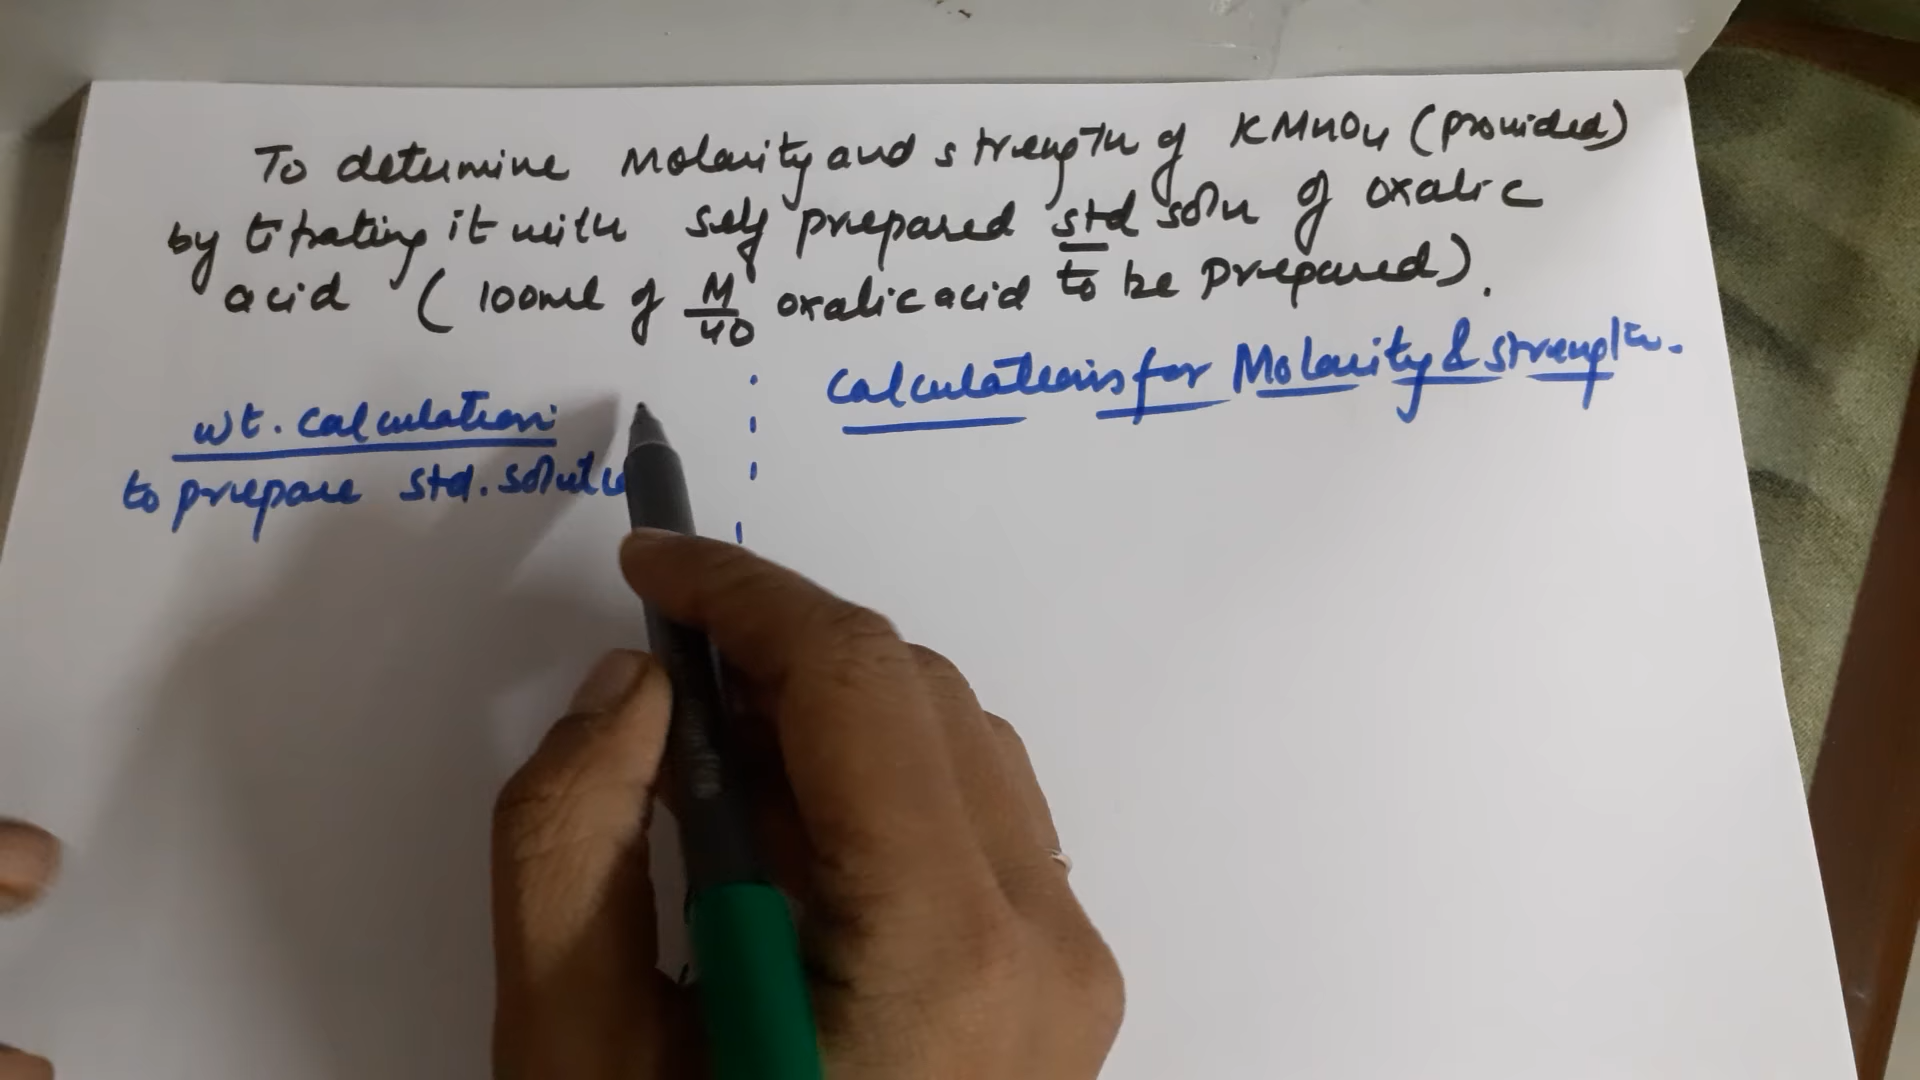 To determine Molarity and strength of KMnO4 (provided)
by titrating it with self prepared std soln of oxalic
acid (100ml of M/40 oxalic acid to be prepared).
Calculations for Molarity & strength.
wt. calculation
to prepare std.